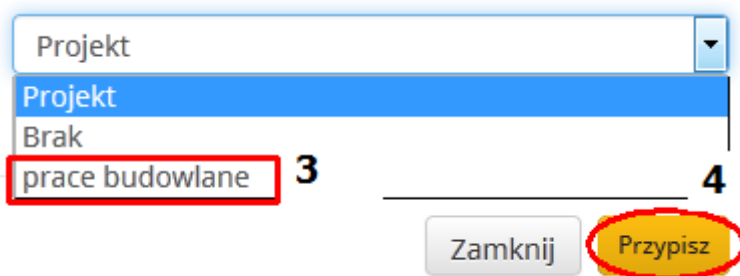 Projekt
Projekt
Brak
prace budowlane 3
4
Zamknij Przypisz